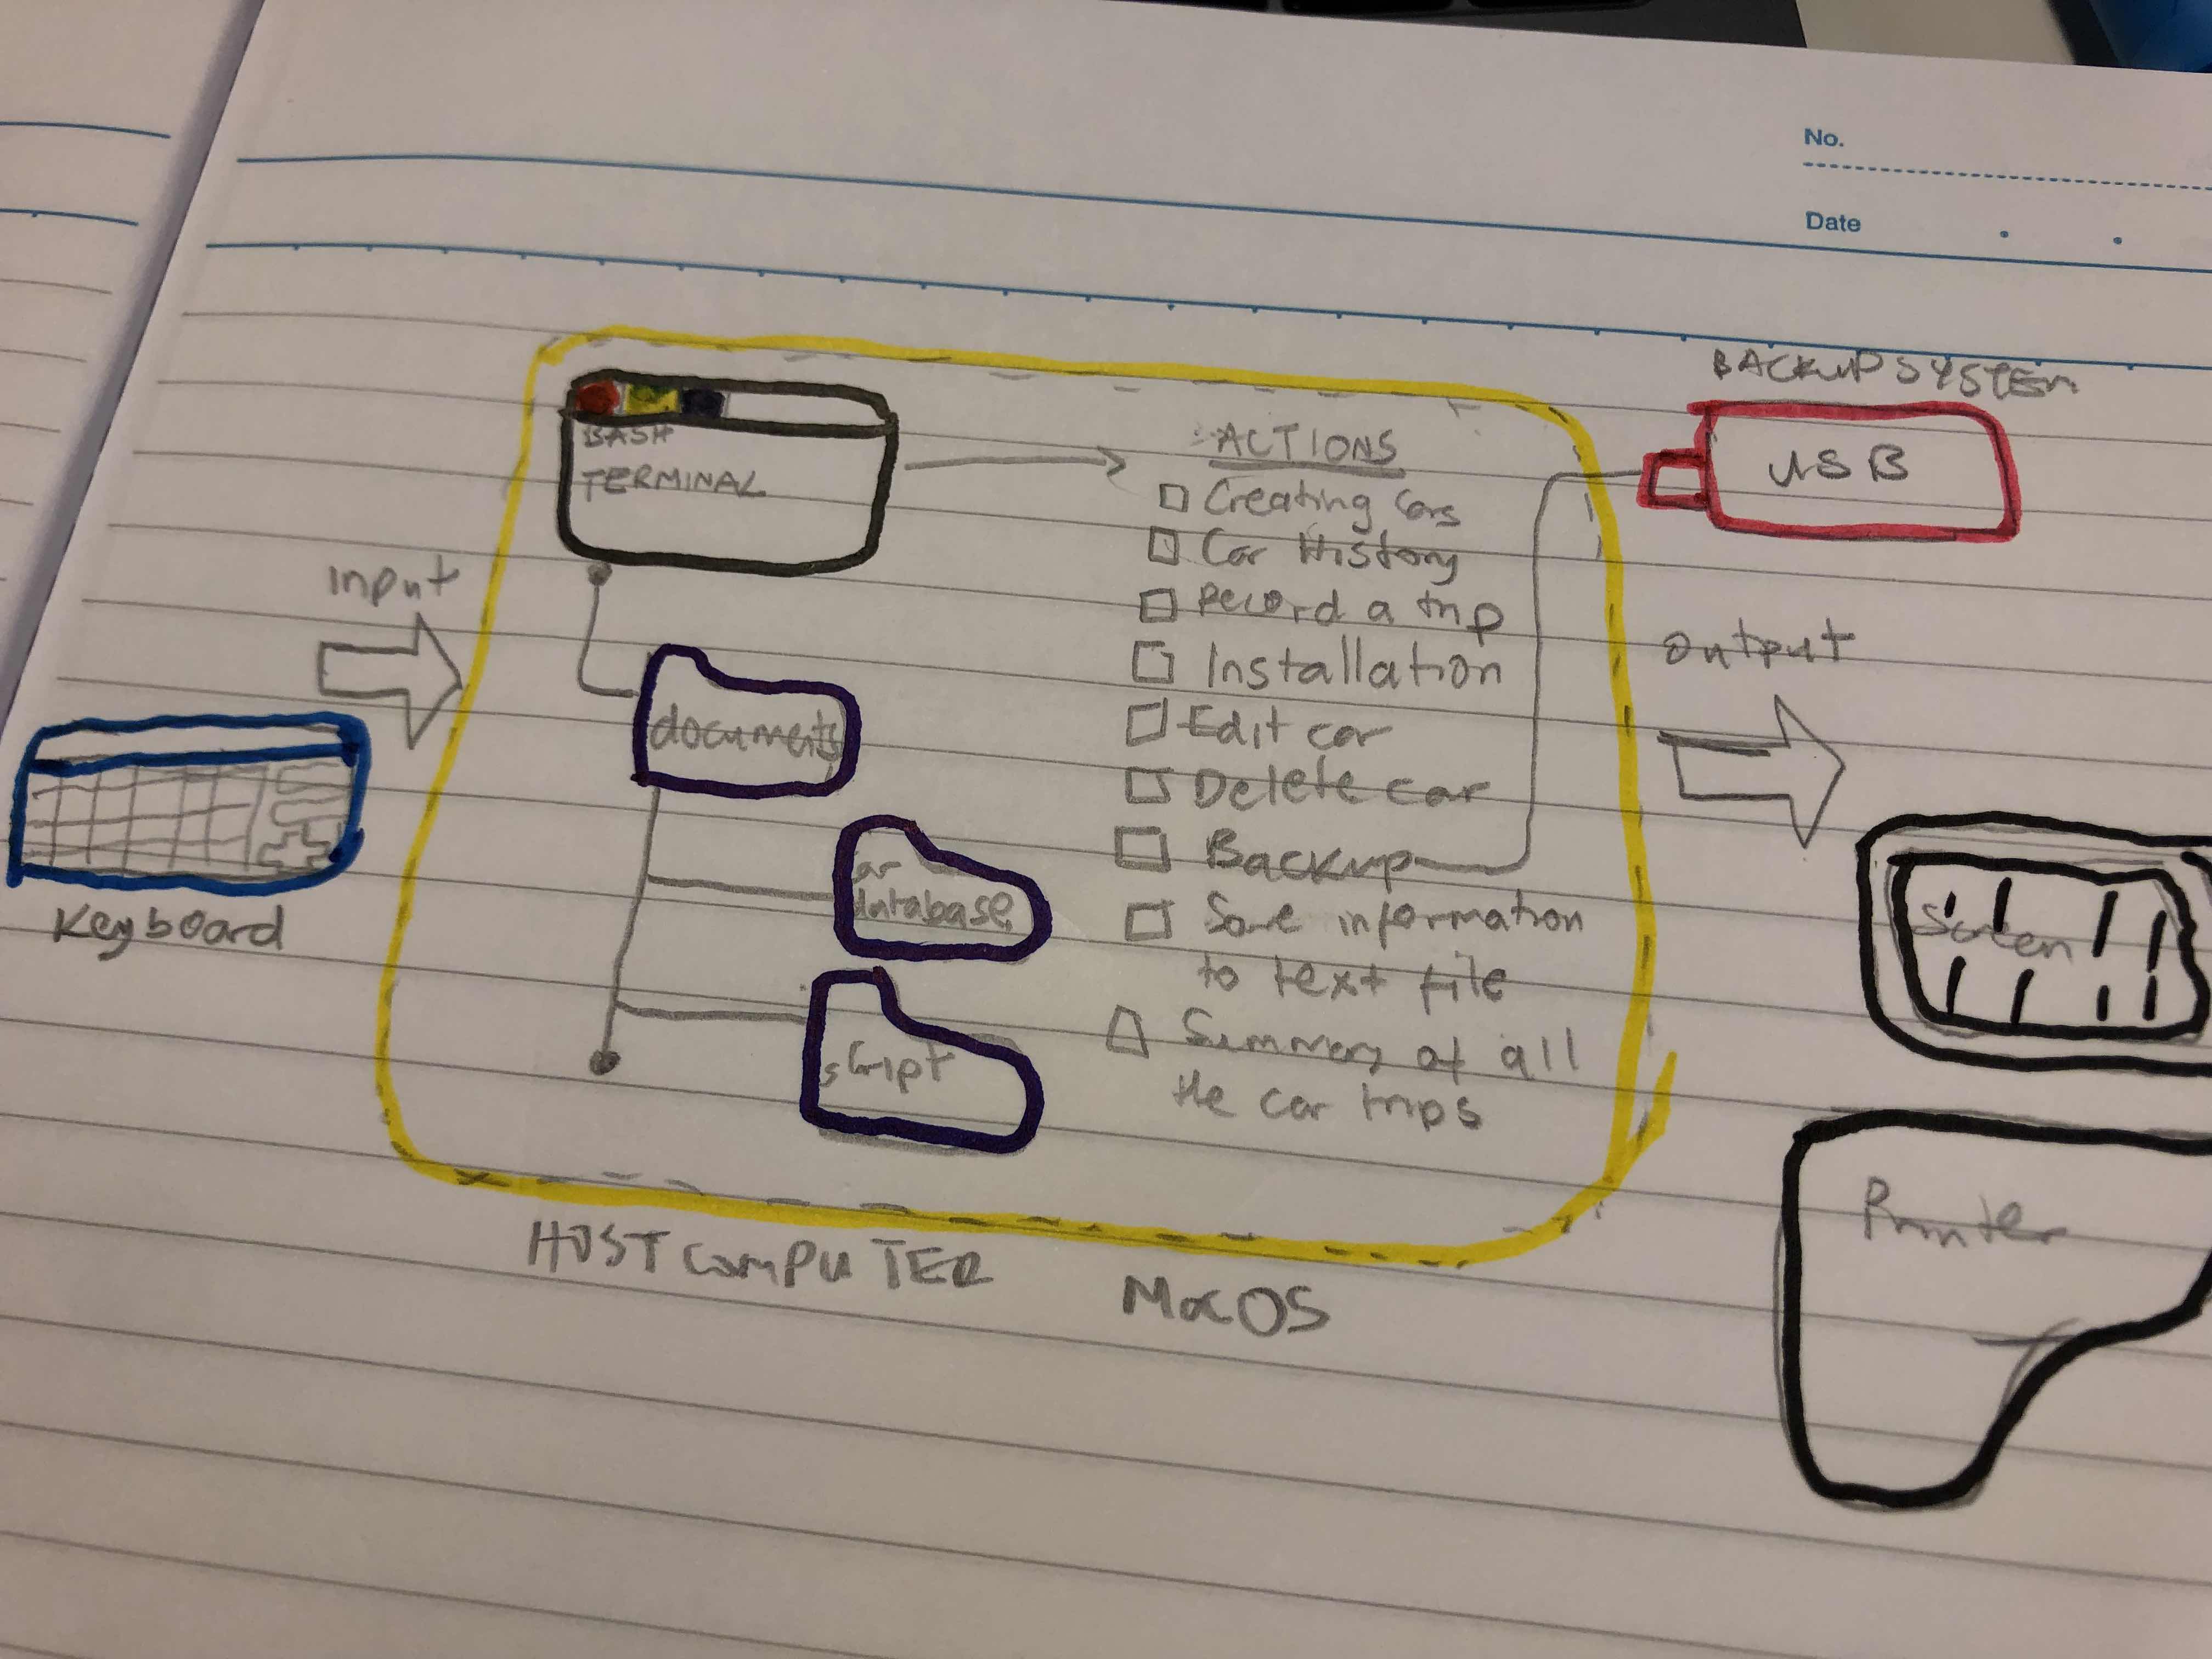 No.
Date
BACKUP SYSTEM
USB
BASH
TERMINAL
ACTIONS
Creating Cars
Car History
Record a trip
Installation
Edit car
Delete car
Backup
Save information
to text file
Summary of all
the car trips
input
Keyboard
documents
ar
database
script
output
Screen
Printer
HOST COMPUTER
MacOS